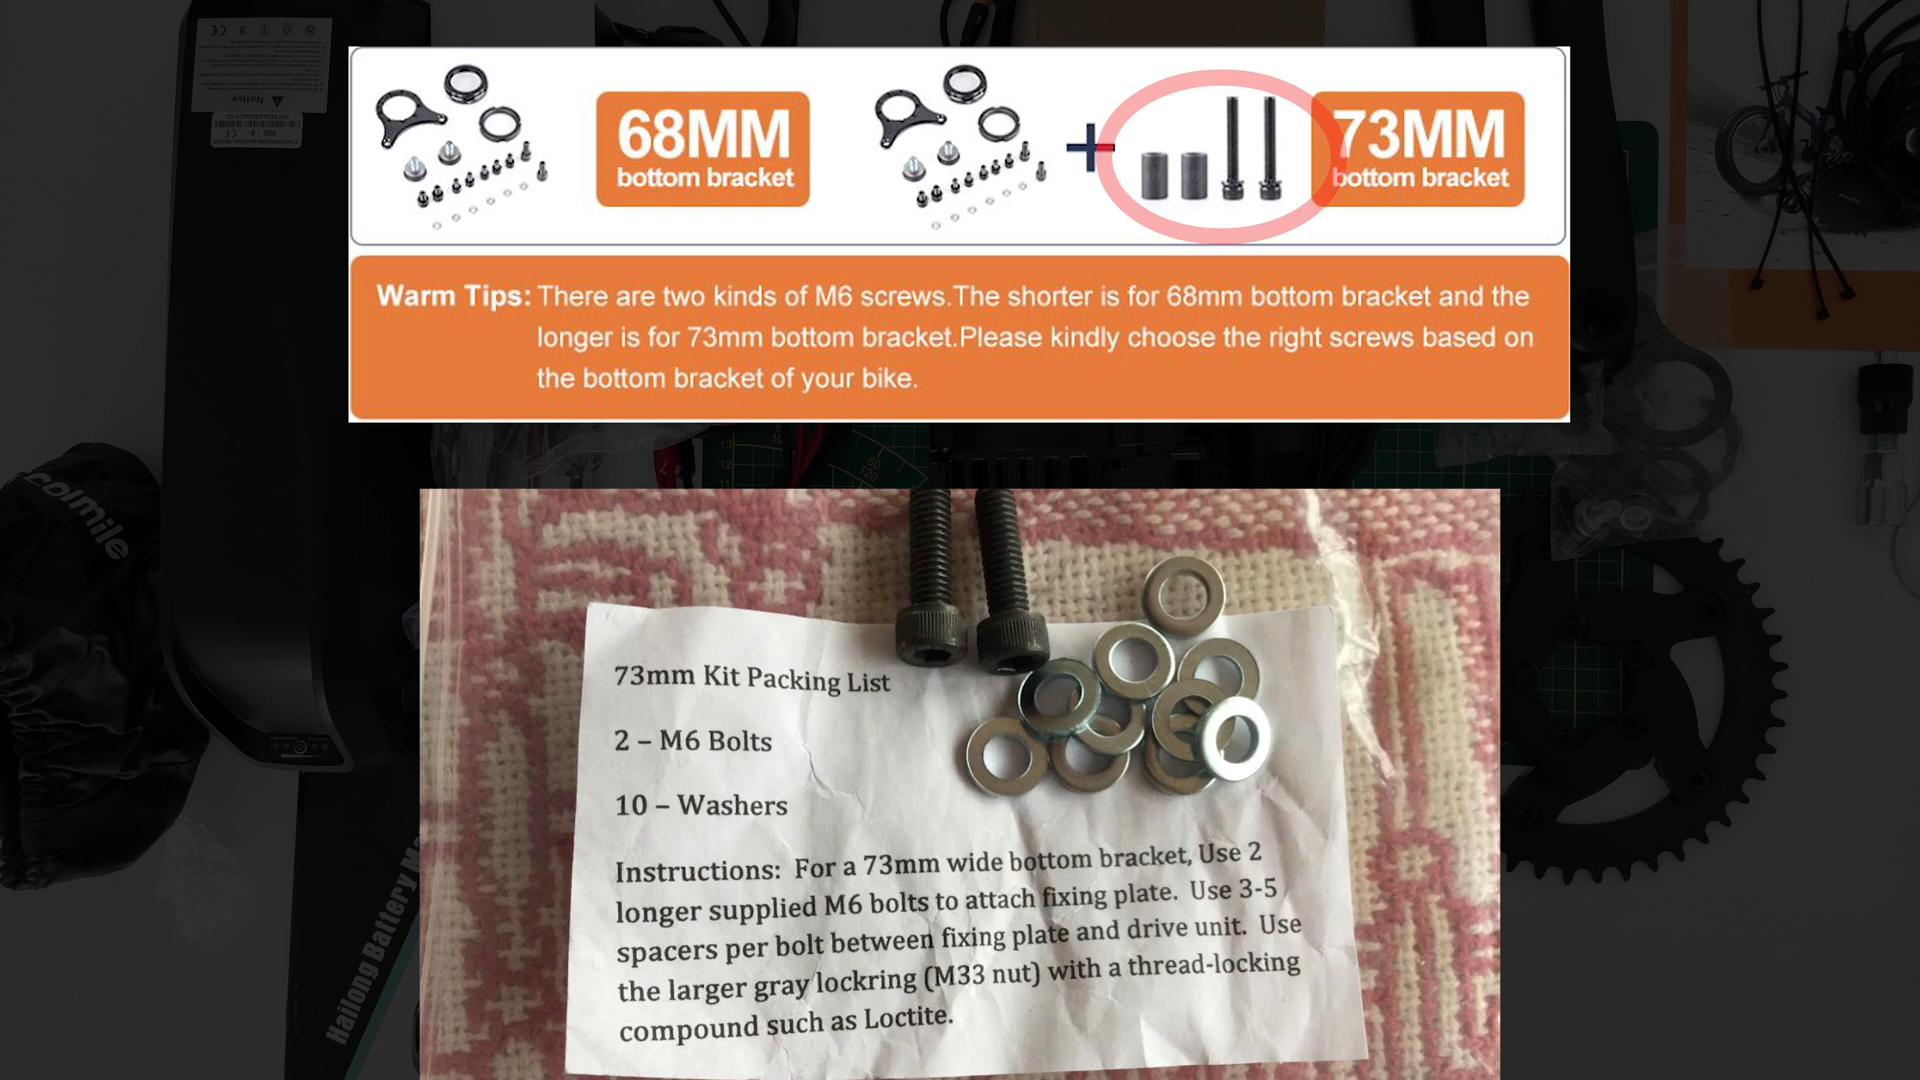 68MM
bottom bracket
73MM
bottom bracket
Warm Tips: There are two kinds of M6 screws.The shorter is for 68mm bottom bracket and the
longer is for 73mm bottom bracket.Please kindly choose the right screws based on
the bottom bracket of your bike.
Notice
colmile
13
12
11
60
Hailong Battery Ma
73mm Kit Packing List
2 – M6 Bolts
10 – Washers
Instructions: For a 73mm wide bottom bracket, Use 2
longer supplied M6 bolts to attach fixing plate. Use 3-5
spacers per bolt between fixing plate and drive unit. Use
the larger gray lockring (M33 nut) with a thread-locking
compound such as Loctite.